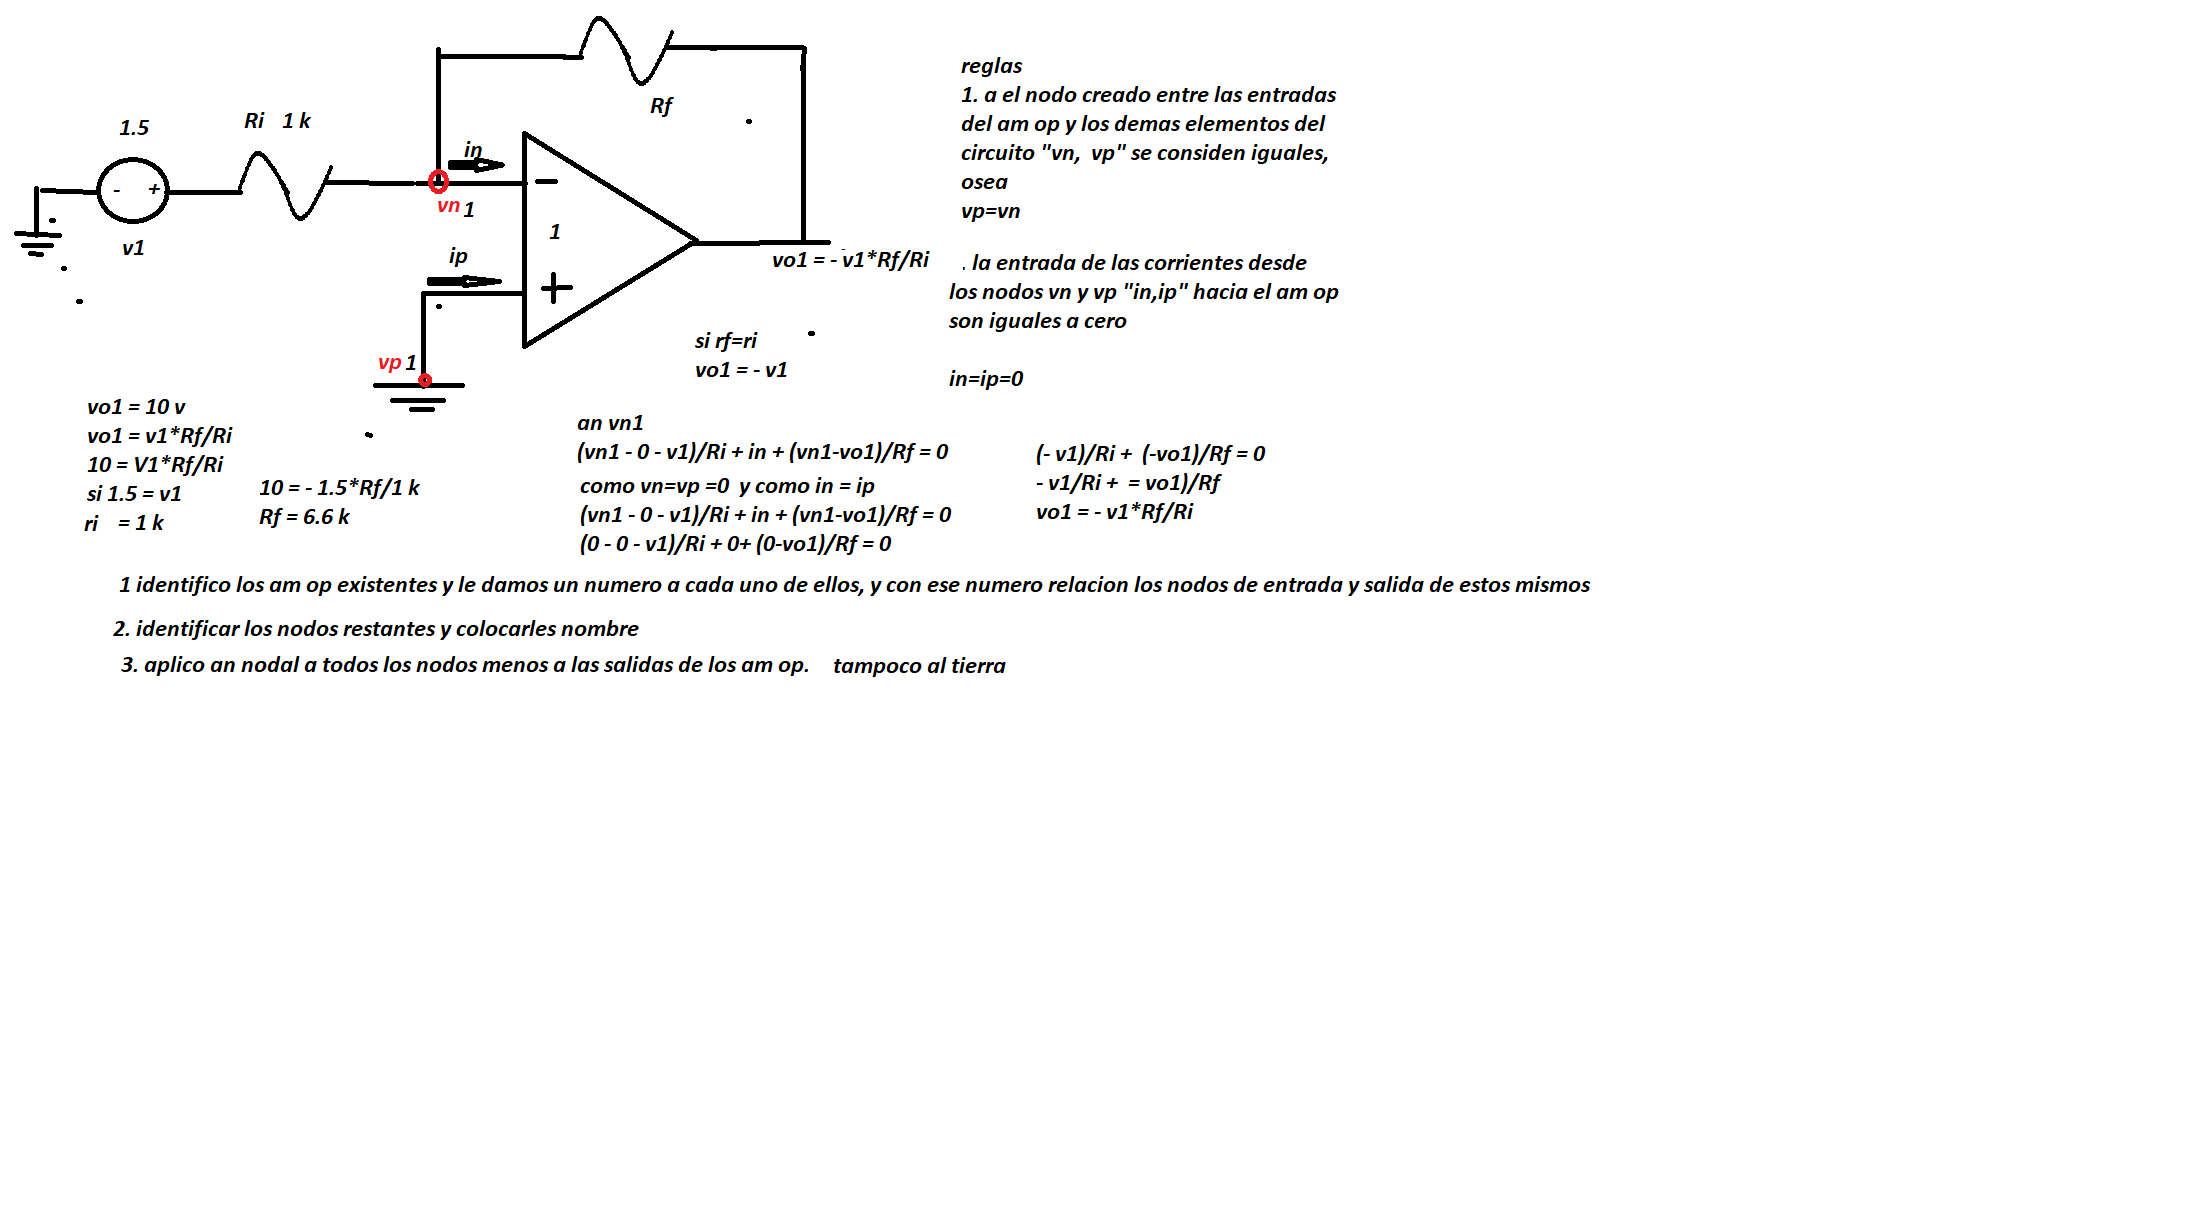 1.5
Ri 1 k
- +
v1
Rf
in
vn 1
1
ip
vp 1
vo1 = - v1*Rf/Ri
si rf=ri
vo1 = - v1
reglas
1. a el nodo creado entre las entradas
del am op y los demas elementos del
circuito "vn, vp" se considen iguales,
osea
vp=vn
. la entrada de las corrientes desde
los nodos vn y vp "in,ip" hacia el am op
son iguales a cero
in=ip=0
vo1 = 10 v
vo1 = v1*Rf/Ri
10 = V1*Rf/Ri
si 1.5 = v1
ri = 1 k
10 = - 1.5*Rf/1 k
Rf = 6.6 k
an vn1
(vn1 - 0 - v1)/Ri + in + (vn1-vo1)/Rf = 0
como vn=vp =0 y como in = ip
(vn1 - 0 - v1)/Ri + in + (vn1-vo1)/Rf = 0
(0 - 0 - v1)/Ri + 0+ (0-vo1)/Rf = 0
(- v1)/Ri + (-vo1)/Rf = 0
- v1/Ri + = vo1)/Rf
vo1 = - v1*Rf/Ri
1 identifico los am op existentes y le damos un numero a cada uno de ellos, y con ese numero relacion los nodos de entrada y salida de estos mismos
2. identificar los nodos restantes y colocarles nombre
3. aplico an nodal a todos los nodos menos a las salidas de los am op. tampoco al tierra